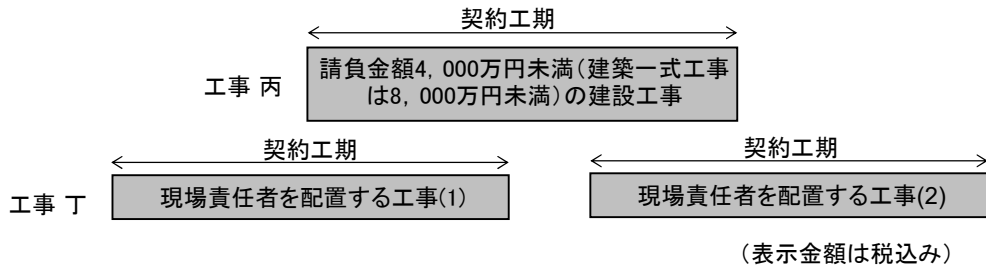 契約工期
工事 丙
請負金額4,000万円未満(建築一式工事
は8,000万円未満)の建設工事
契約工期
契約工期
工事 丁
現場責任者を配置する工事(1)
現場責任者を配置する工事(2)
(表示金額は税込み)